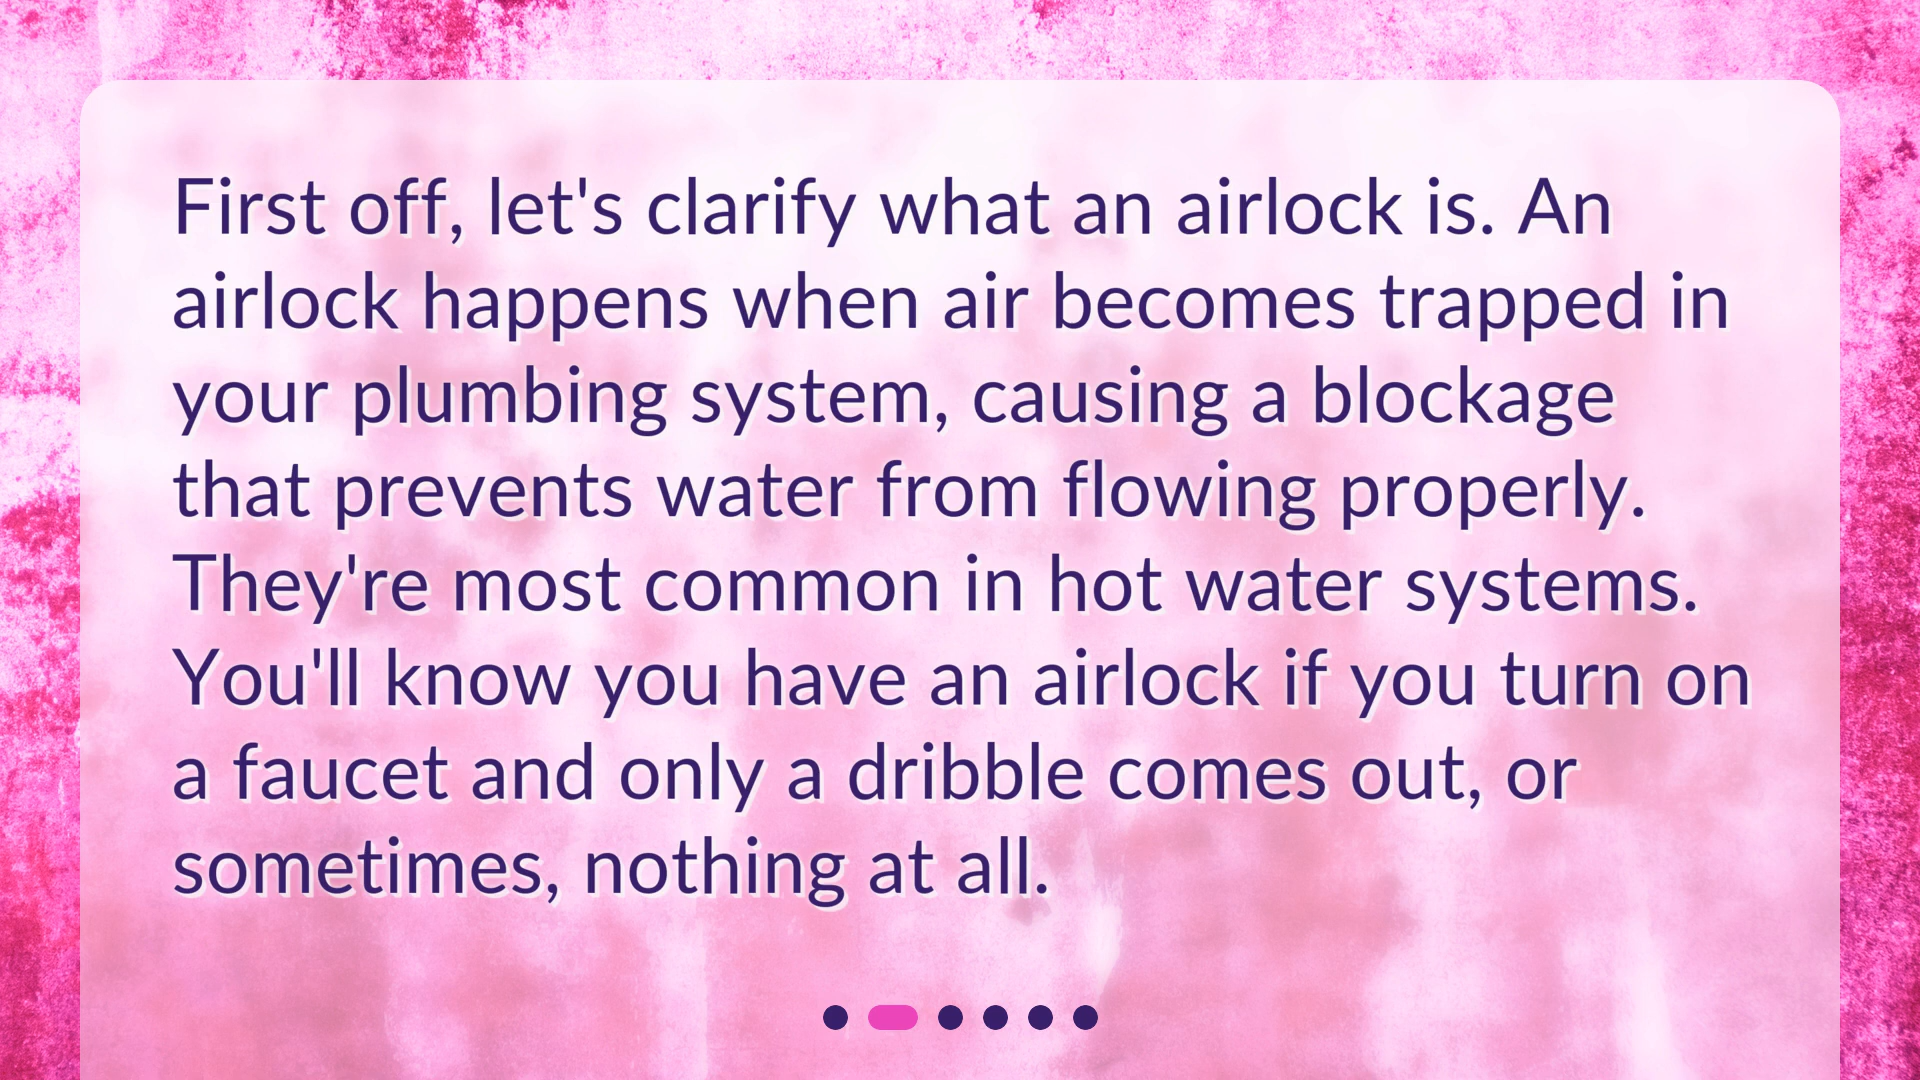 First off, let's clarify what an airlock is. An
airlock happens when air becomes trapped in
your plumbing system, causing a blockage
that prevents water from flowing properly.
They're most common in hot water systems.
You'll know you have an airlock if you turn on
a faucet and only a dribble comes out, or
sometimes, nothing at all.